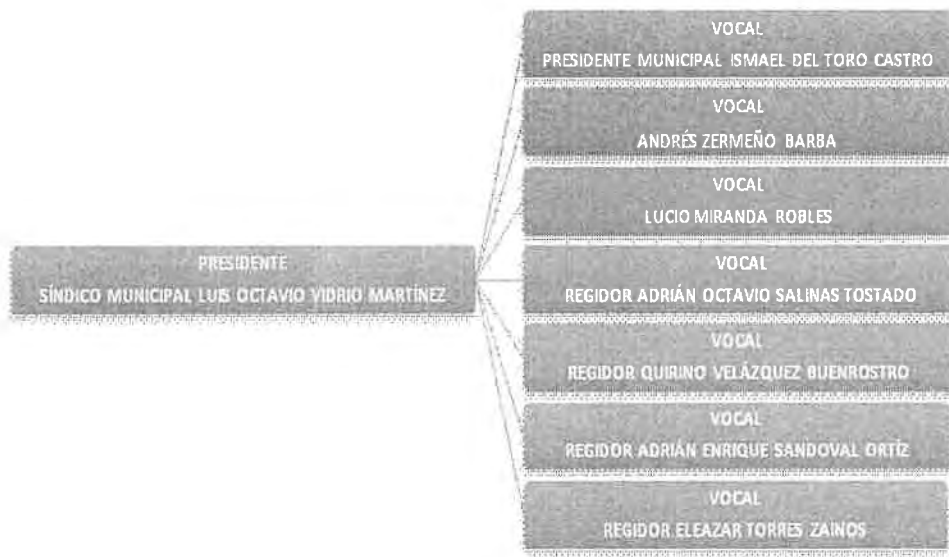 PRESIDENTE
SÍNDICO MUNICIPAL LUIS OCTAVIO VIDRIO MARTÍNEZ
VOCAL
PRESIDENTE MUNICIPAL ISMAEL DEL TORO CASTRO
VOCAL
ANDRÉS ZERMEÑO BARBA
VOCAL
LUCIO MIRANDA ROBLES
VOCAL
REGIDOR ADRIÁN OCTAVIO SALINAS TOSTADO
VOCAL
REGIDOR QUIRINO VELÁZQUEZ BUENROSTRO
VOCAL
REGIDOR ADRIÁN ENRIQUE SANDOVAL ORTÍZ
VOCAL
REGIDOR ELEAZAR TORRES ZAINOS